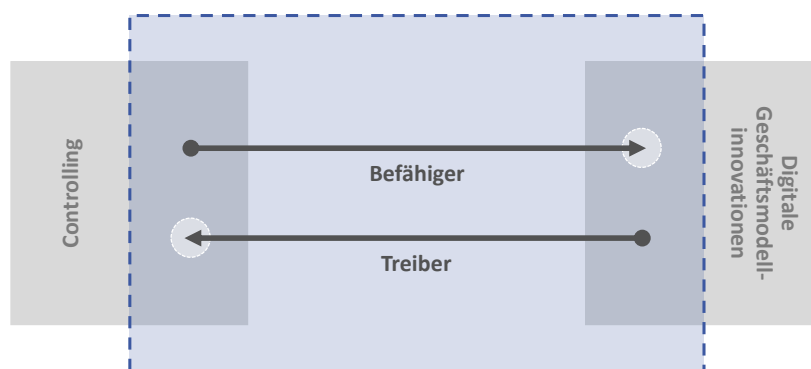 Controlling
Befähiger
Treiber
Digitale
Geschäftsmodell-
innovationen